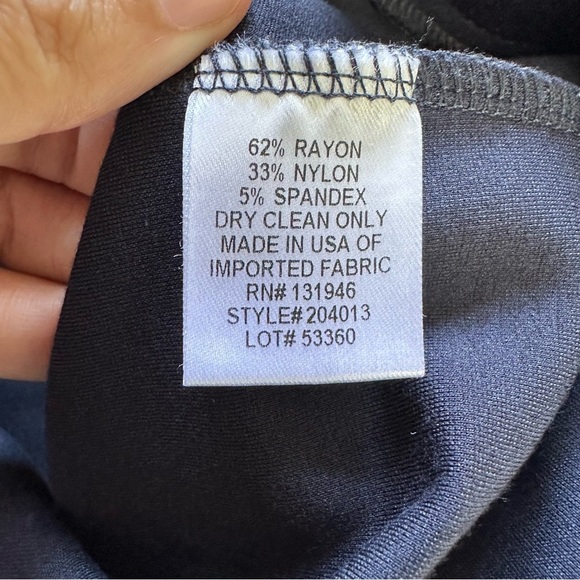 62% RAYON
33% NYLON
5% SPANDEX
DRY CLEAN ONLY
MADE IN USA OF
IMPORTED FABRIC
RN# 131946
STYLE# 204013
LOT# 53360